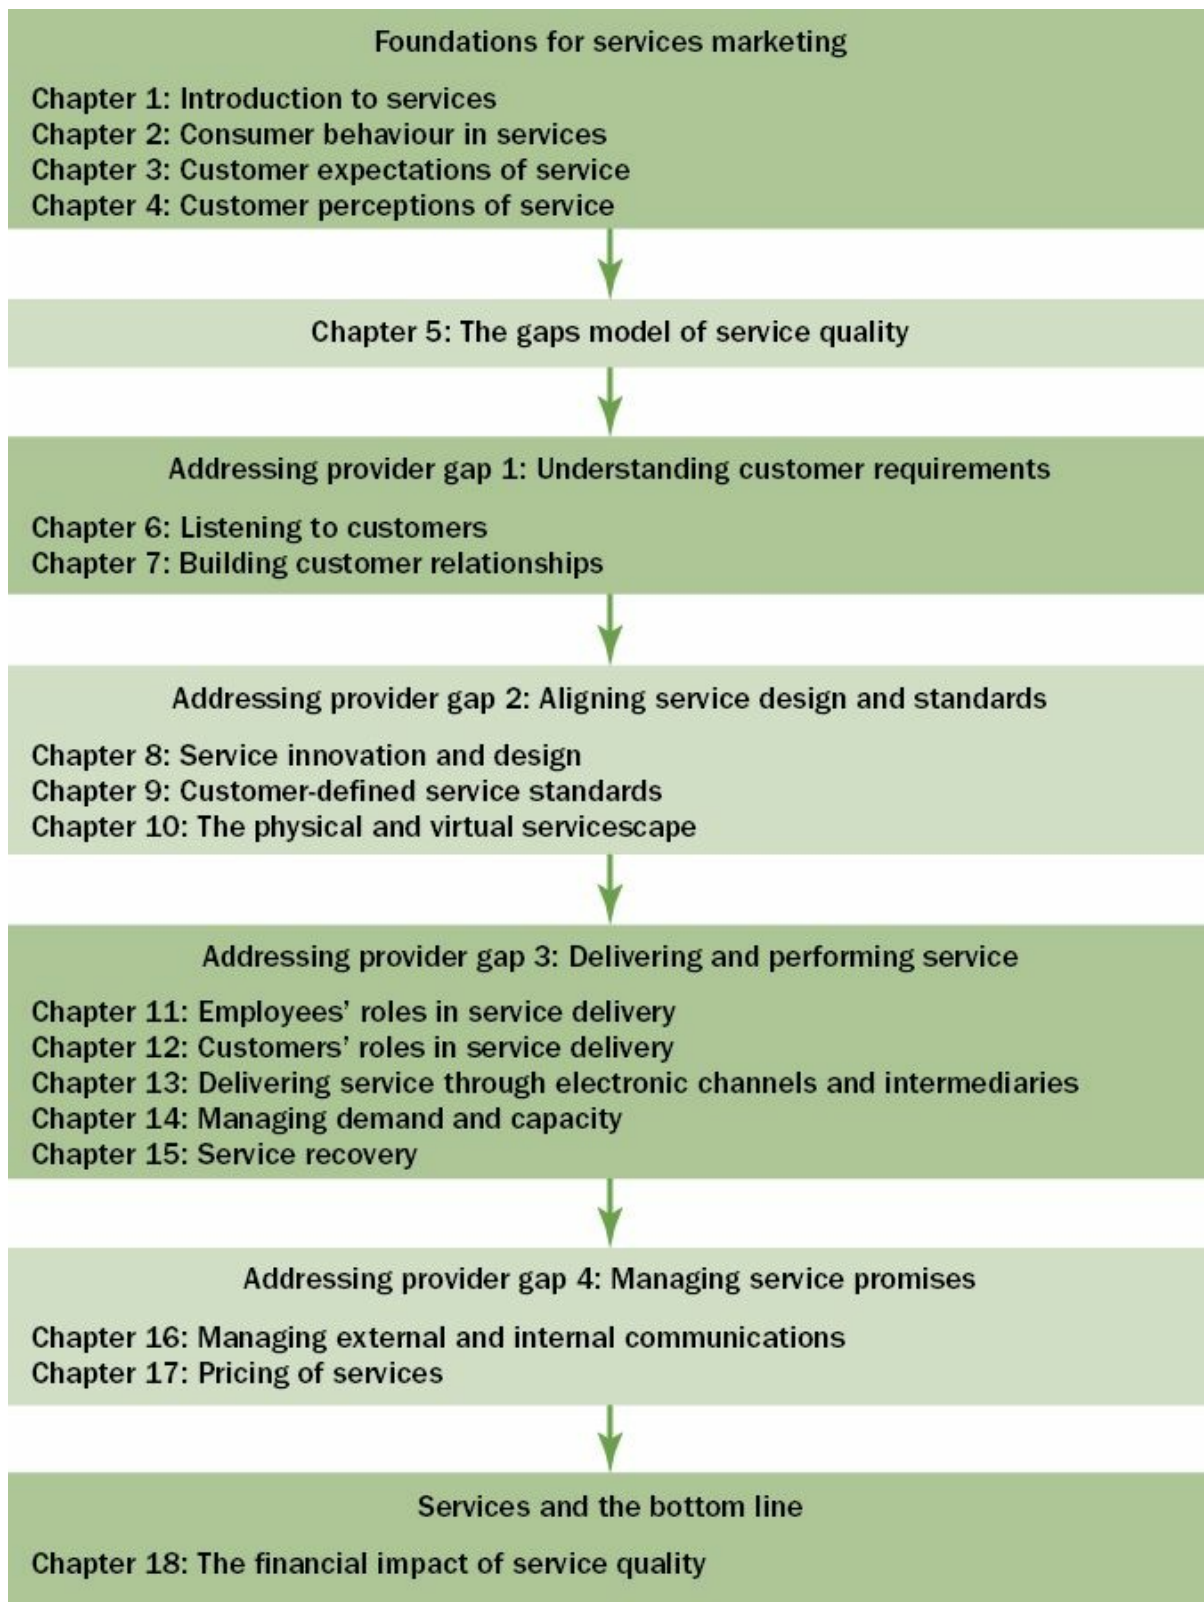 Foundations for services marketing
Chapter 1: Introduction to services
Chapter 2: Consumer behaviour in services
Chapter 3: Customer expectations of service
Chapter 4: Customer perceptions of service
Chapter 5: The gaps model of service quality
Addressing provider gap 1: Understanding customer requirements
Chapter 6: Listening to customers
Chapter 7: Building customer relationships
Addressing provider gap 2: Aligning service design and standards
Chapter 8: Service innovation and design
Chapter 9: Customer-defined service standards
Chapter 10: The physical and virtual servicescape
Addressing provider gap 3: Delivering and performing service
Chapter 11: Employees’ roles in service delivery
Chapter 12: Customers’ roles in service delivery
Chapter 13: Delivering service through electronic channels and intermediaries
Chapter 14: Managing demand and capacity
Chapter 15: Service recovery
Addressing provider gap 4: Managing service promises
Chapter 16: Managing external and internal communications
Chapter 17: Pricing of services
Services and the bottom line
Chapter 18: The financial impact of service quality